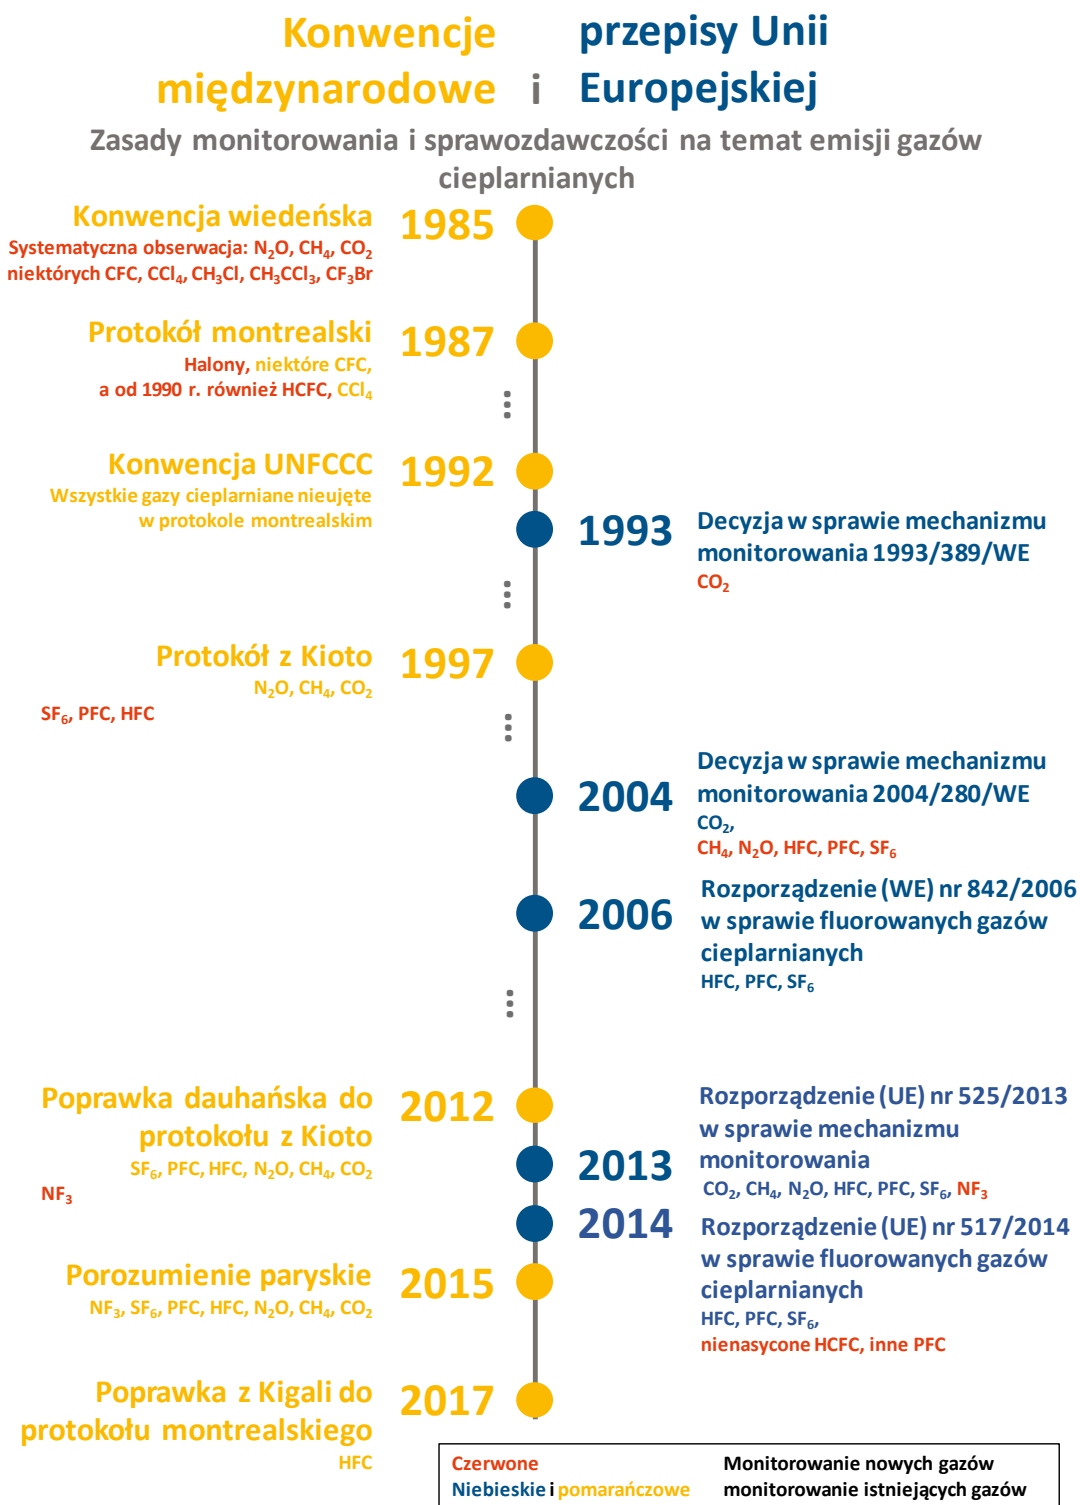 Konwencje międzynarodowe i przepisy Unii Europejskiej
Zasady monitorowania i sprawozdawczości na temat emisji gazów
cieplarnianych
Konwencja wiedeńska
1985
Systematyczna obserwacja: N₂O, CH₄, CO₂
niektórych CFC, CCl₄, CH₃Cl, CH₃CCl₃, CF₃Br
Protokół montrealski
1987
Halony, niektóre CFC,
a od 1990 r. również HCFC, CCl₄
Konwencja UNFCCC
1992
Wszystkie gazy cieplarniane nieujęte
w protokole montrealskim
1993
Decyzja w sprawie mechanizmu
monitorowania 1993/389/WE
CO₂
Protokół z Kioto
1997
N₂O, CH₄, CO₂
SF₆, PFC, HFC
2004
Decyzja w sprawie mechanizmu
monitorowania 2004/280/WE
CO₂,
CH₄, N₂O, HFC, PFC, SF₆
2006
Rozporządzenie (WE) nr 842/2006
w sprawie fluorowanych gazów
cieplarnianych
HFC, PFC, SF₆
Poprawka dauhańska do
protokołu z Kioto
2012
SF₆, PFC, HFC, N₂O, CH₄, CO₂
NF₃
2013
Rozporządzenie (UE) nr 525/2013
w sprawie mechanizmu
monitorowania
CO₂, CH₄, N₂O, HFC, PFC, SF₆, NF₃
2014
Rozporządzenie (UE) nr 517/2014
w sprawie fluorowanych gazów
cieplarnianych
HFC, PFC, SF₆,
nienasycone HCFC, inne PFC
Porozumienie paryskie
2015
NF₃, SF₆, PFC, HFC, N₂O, CH₄, CO₂
Poprawka z Kigali do
protokołu montrealskiego
2017
HFC
Czerwone Monitorowanie nowych gazów
Niebieskie i pomarańczowe monitorowanie istniejących gazów